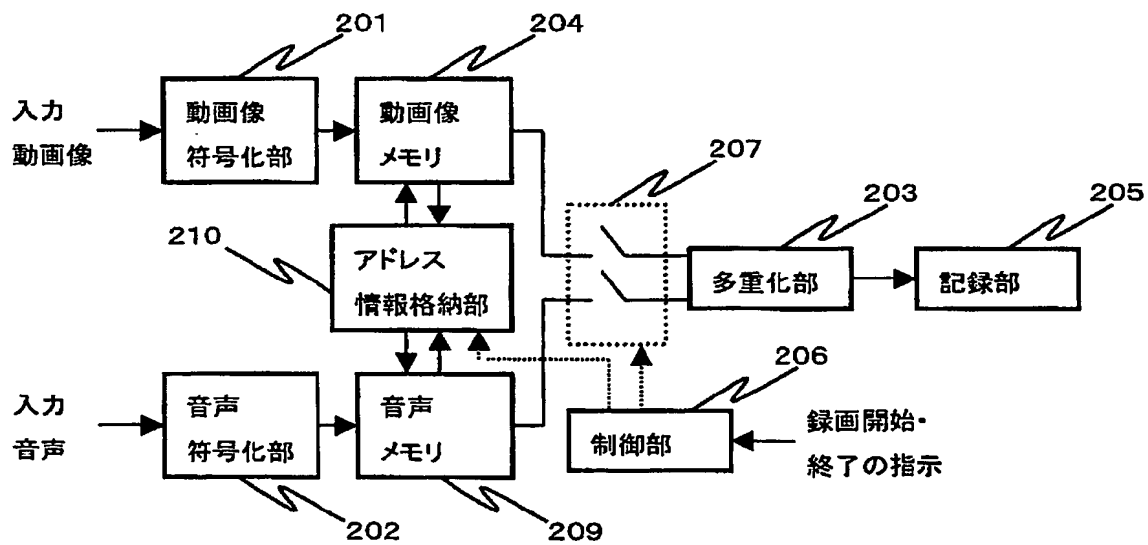 201
204
入力
動画像
動画像
符号化部
動画像
メモリ
207
203
205
210
アドレス
情報格納部
多重化部
記録部
206
入力
音声
音声
符号化部
音声
メモリ
制御部
録画開始・
終了の指示
202
209